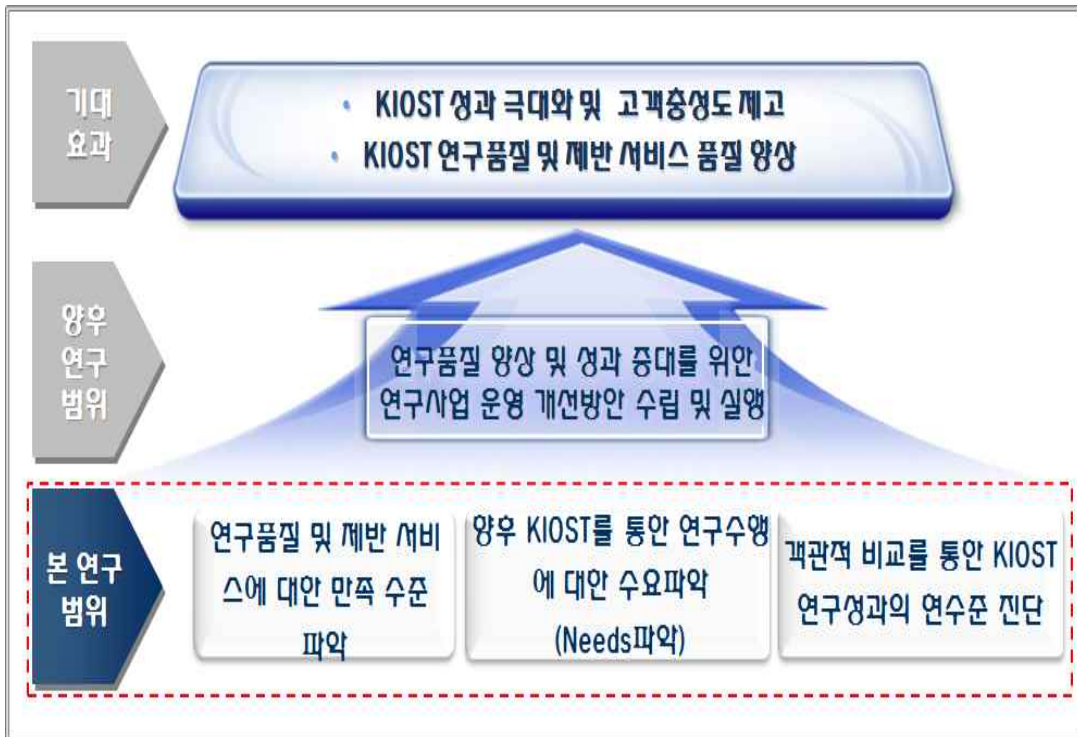 기대
효과
• KIOST 성과 극대화 및 고객충성도 제고
• KIOST 연구품질 및 제반 서비스 품질 향상
향후
연구
범위
연구품질 향상 및 성과 증대를 위한
연구사업 운영 개선방안 수립 및 실행
본 연구
범위
연구품질 및 제반 서비
스에 대한 만족 수준
파악
향후 KIOST를 통한 연구수행
에 대한 수요파악
(Needs파악)
객관적 비교를 통한 KIOST
연구성과의 현수준 진단